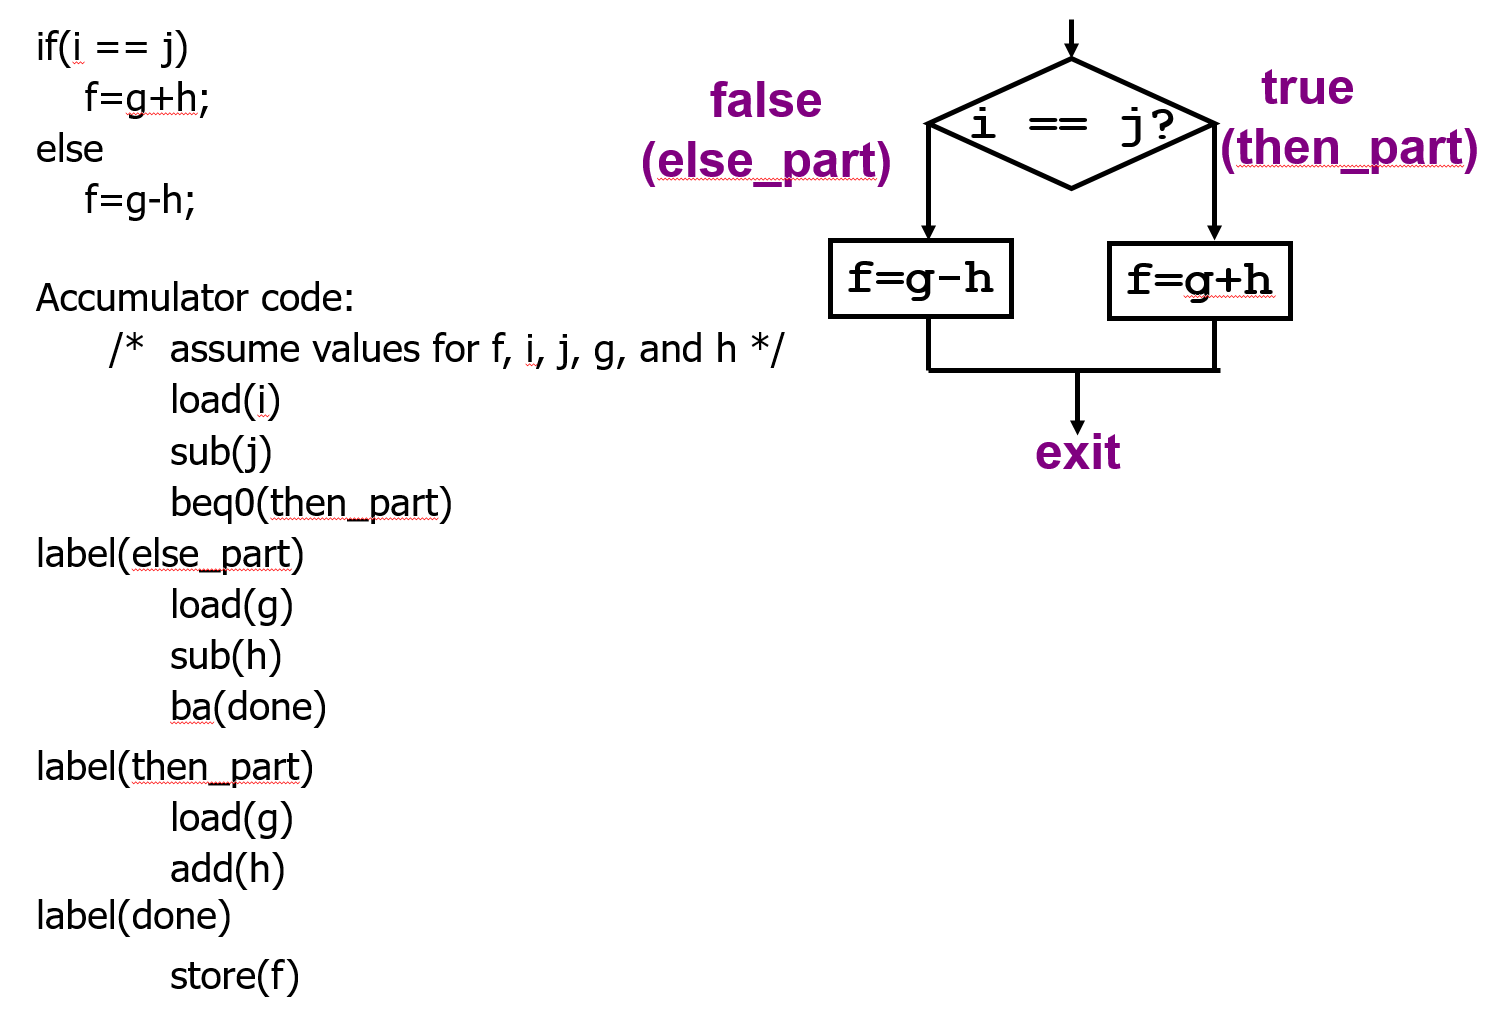 if(i == j)
f=g+h;
else
f=g-h;
Accumulator code:
/* assume values for f, i, j, g, and h */
load(i)
sub(j)
beq0(then_part)
label(else_part)
load(g)
sub(h)
ba(done)
label(then_part)
load(g)
add(h)
label(done)
store(f)
false
(else_part)
i == j?
true
(then_part)
f=g-h
f=g+h
exit